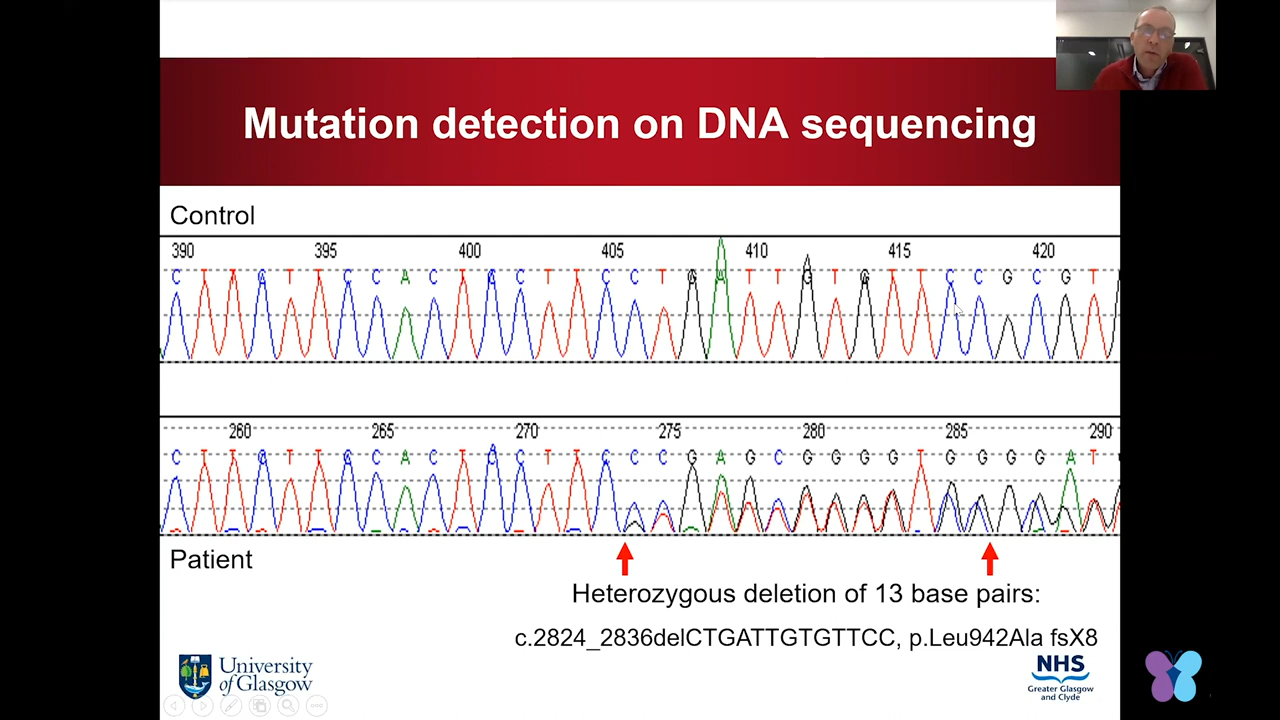 Mutation detection on DNA sequencing
Control
390 395 400 405 410 415 420
C T T C T T C C A C T C C T T C C T G A T T G T G T T C C G C G T
260 265 270 275 280 285 290
C T T C T T C C A C T C C T T C C C G A G C G G G G T G G G G A T
Patient
Heterozygous deletion of 13 base pairs:
c.2824_2836delCTGATTGTGTTCC, p.Leu942Ala fsX8
University
of Glasgow
NHS
Greater Glasgow
and Clyde